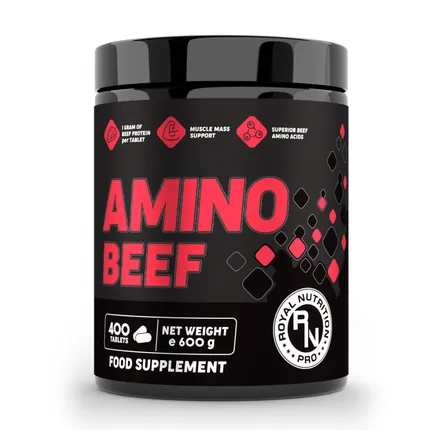 1 GRAM OF
BEEF PROTEIN
per TABLET
MUSCLE MASS
SUPPORT
SUPERIOR BEEF
AMINO ACIDS
AMINO
BEEF
400
TABLETS
NET WEIGHT
e 600 g
FOOD SUPPLEMENT
ROYAL NUTRITION
RN
PRO